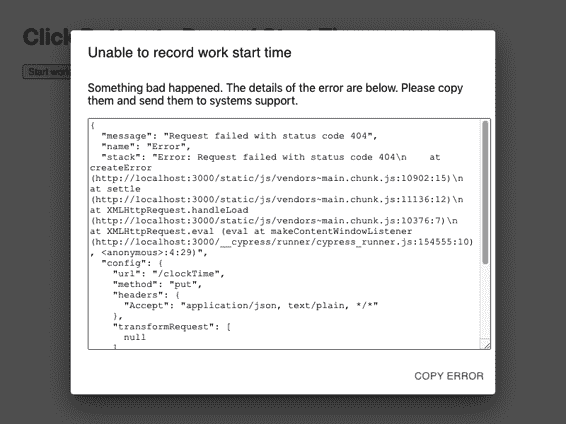 Click Button to Record Start Time
Start work
Unable to record work start time
Something bad happened. The details of the error are below. Please copy
them and send them to systems support.
{
  "message": "Request failed with status code 404",
  "name": "Error",
  "stack": "Error: Request failed with status code 404\n    at
createError
(http://localhost:3000/static/js/vendors~main.chunk.js:10902:15)\n
at settle
(http://localhost:3000/static/js/vendors~main.chunk.js:11136:12)\n
at XMLHttpRequest.handleLoad
(http://localhost:3000/static/js/vendors~main.chunk.js:10376:7)\n
at XMLHttpRequest.eval (eval at makeContentWindowListener
(http://localhost:3000/__cypress/runner/cypress_runner.js:154555:10)
, <anonymous>:4:29)",
  "config": {
    "url": "/clockTime",
    "method": "put",
    "headers": {
      "Accept": "application/json, text/plain, */*"
    },
    "transformRequest": [
      null
    ]
COPY ERROR